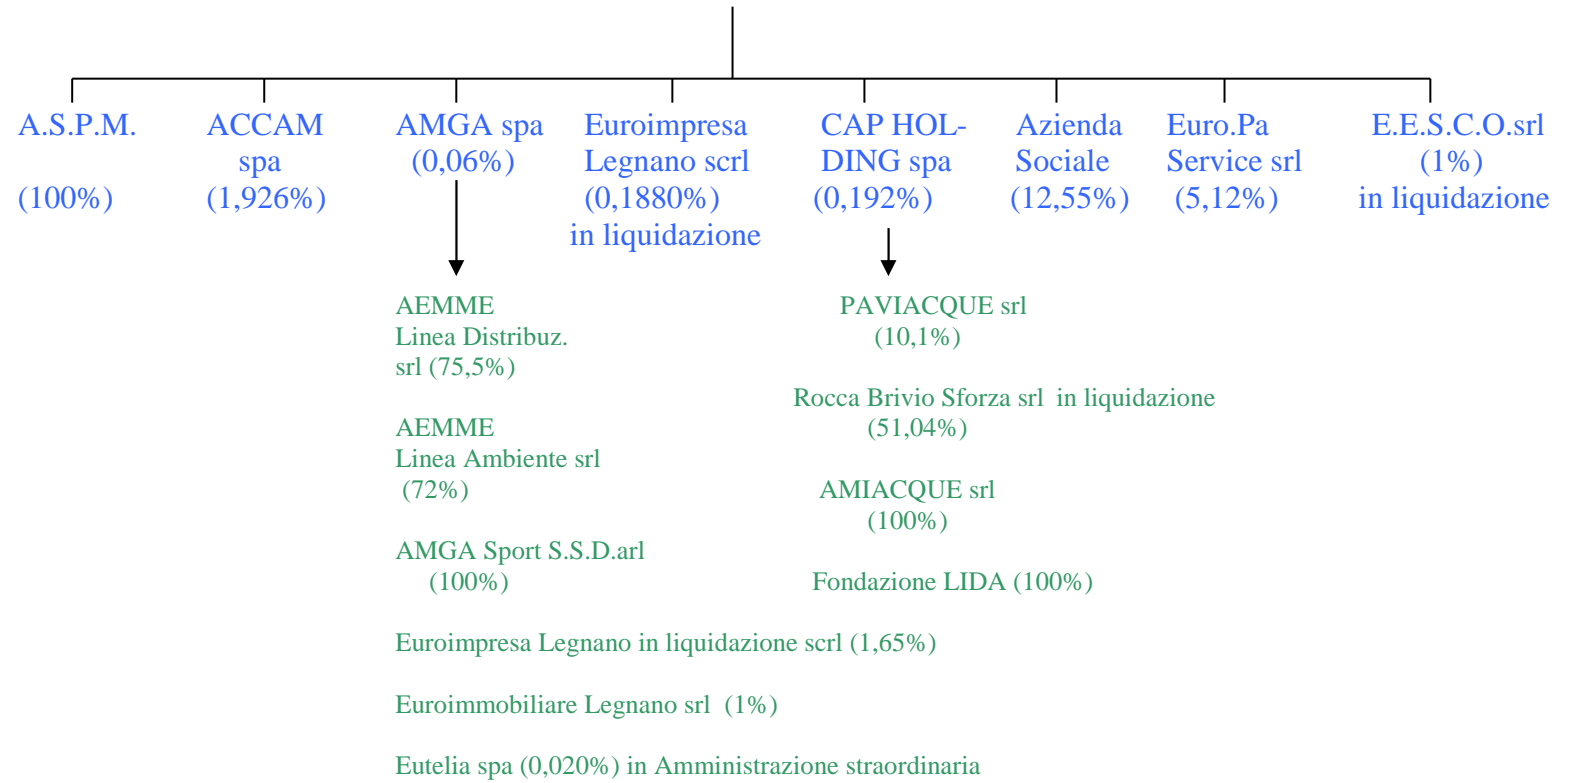 A.S.P.M.
(100%)
ACCAM
spa
(1,926%)
AMGA spa
(0,06%)
Euroimpresa
Legnano scrl
(0,1880%)
in liquidazione
CAP HOL-
DING spa
(0,192%)
Azienda
Sociale
(12,55%)
Euro.Pa
Service srl
(5,12%)
E.E.S.C.O.srl
(1%)
in liquidazione
AEMME
Linea Distribuz.
srl (75,5%)
AEMME
Linea Ambiente srl
(72%)
AMGA Sport S.S.D.arl
(100%)
Euroimpresa Legnano in liquidazione scrl (1,65%)
Euroimmobiliare Legnano srl (1%)
Eutelia spa (0,020%) in Amministrazione straordinaria
PAVIACQUE srl
(10,1%)
Rocca Brivio Sforza srl in liquidazione
(51,04%)
AMIACQUE srl
(100%)
Fondazione LIDA (100%)